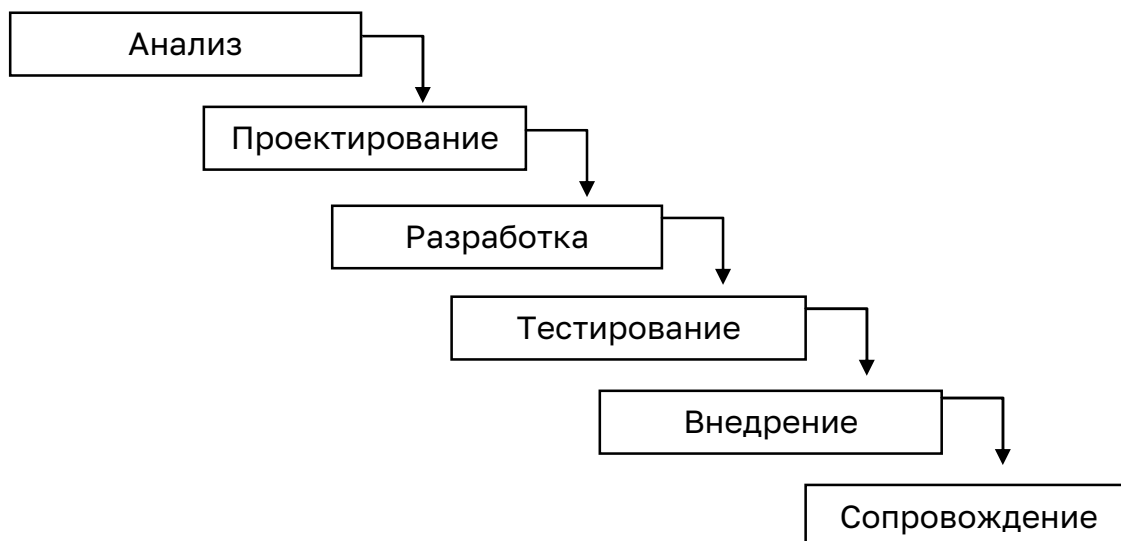 Анализ
Проектирование
Разработка
Тестирование
Внедрение
Сопровождение